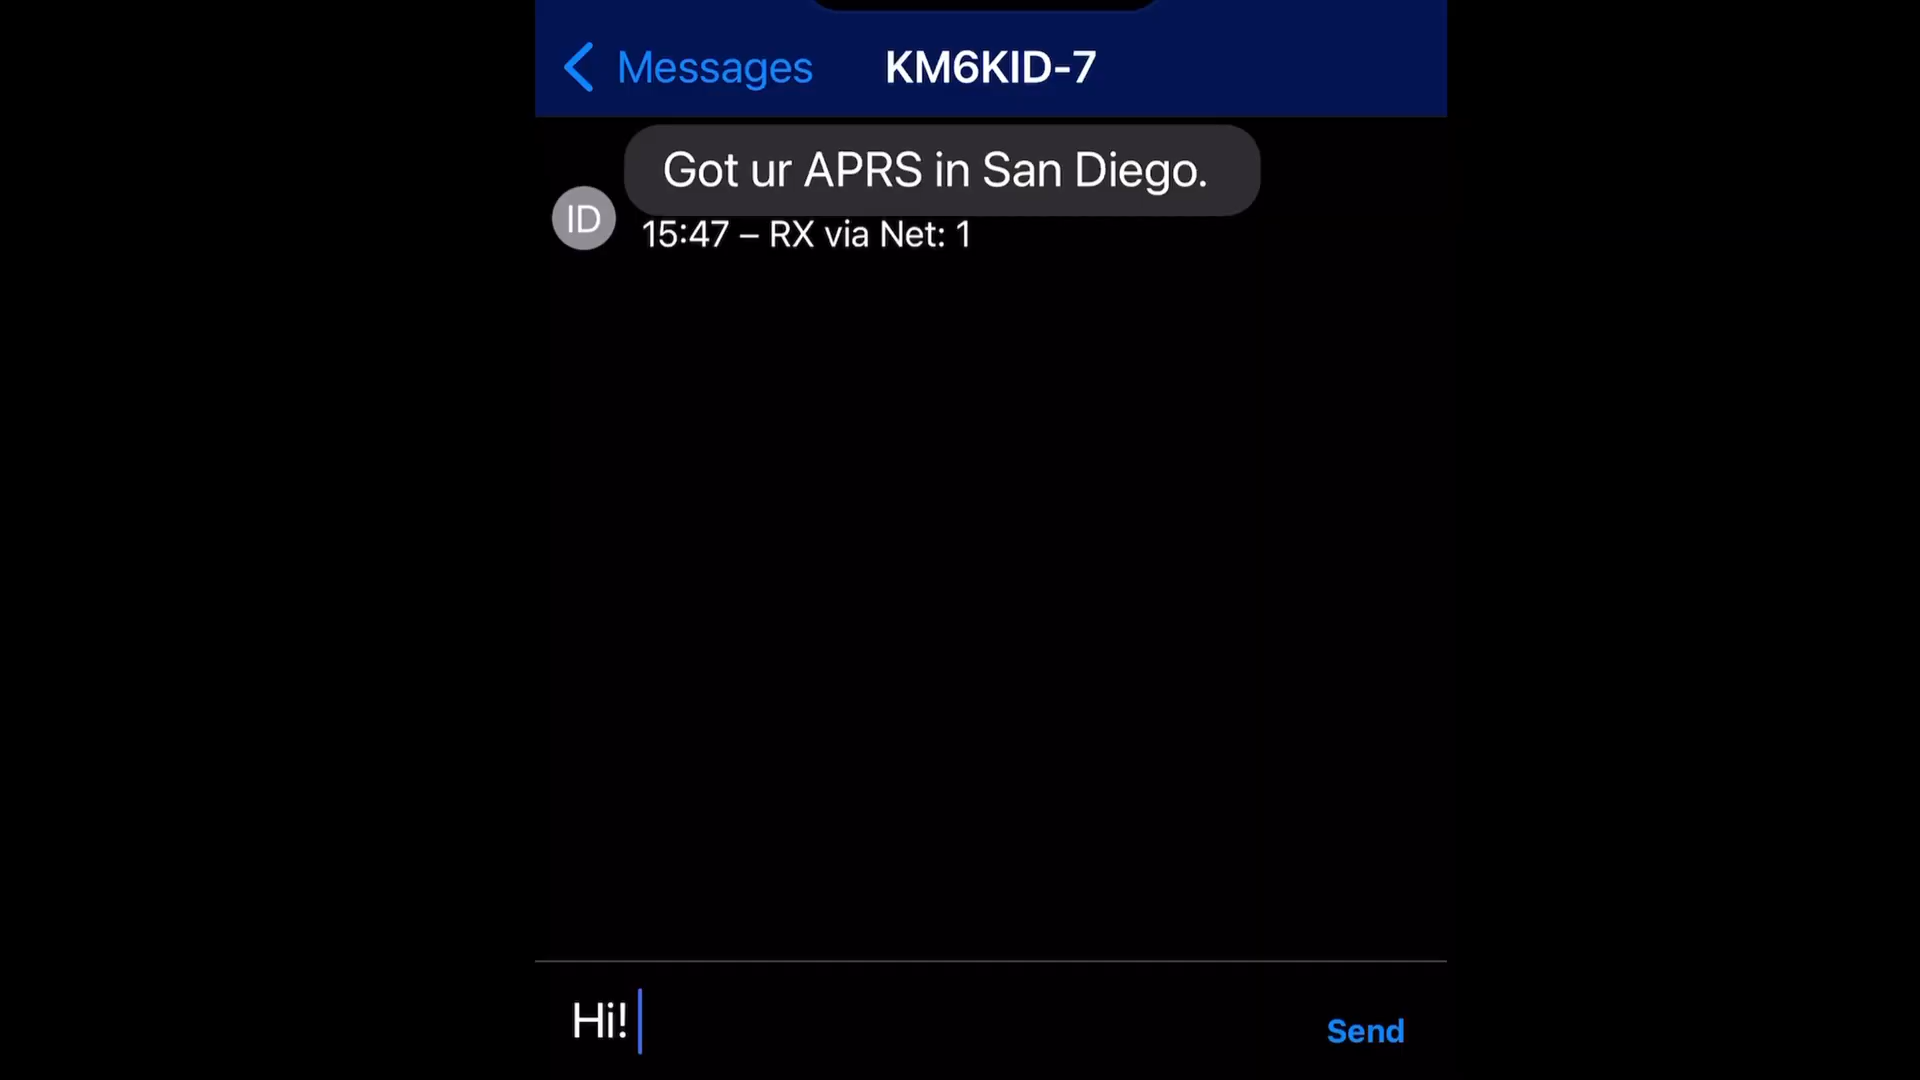 Messages
KM6KID-7
Got ur APRS in San Diego.
ID
15:47 – RX via Net: 1
Hi!
Send